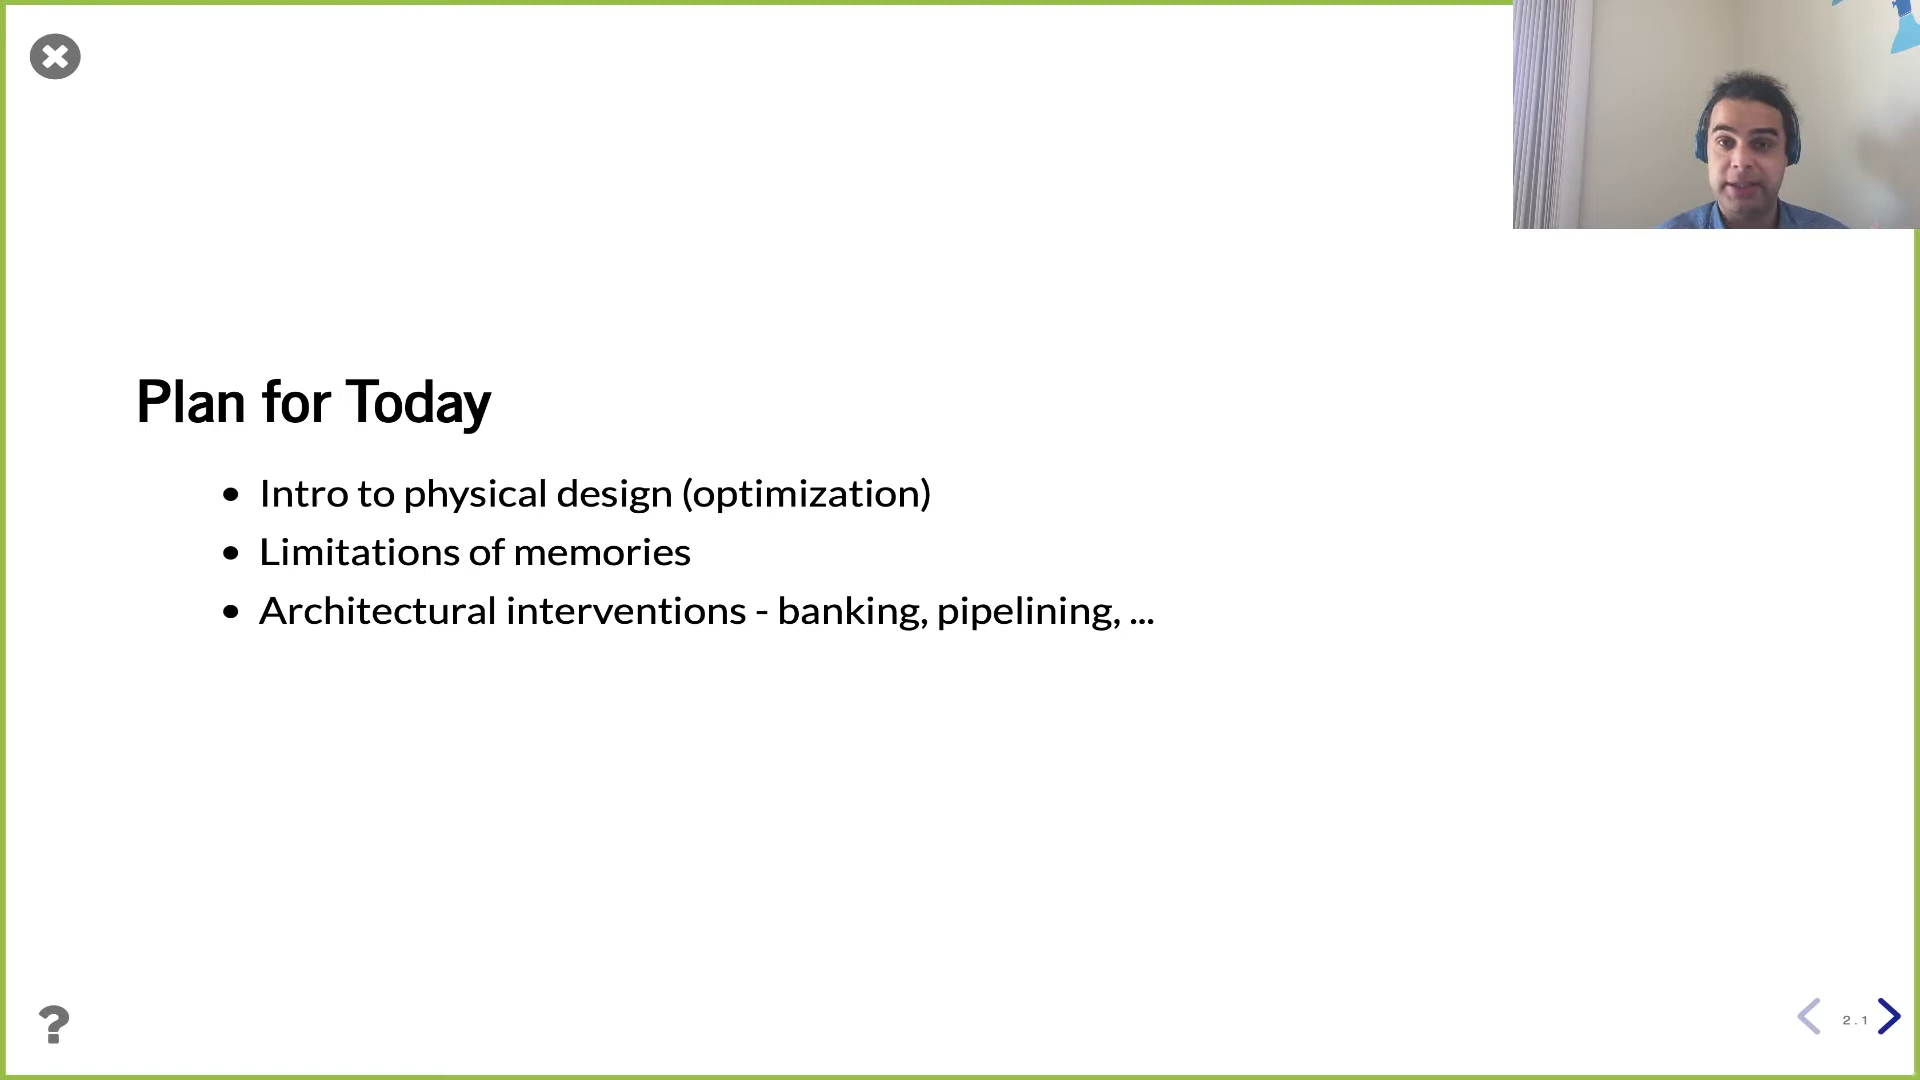 Plan for Today
• Intro to physical design (optimization)
• Limitations of memories
• Architectural interventions - banking, pipelining, ...
?
2.1